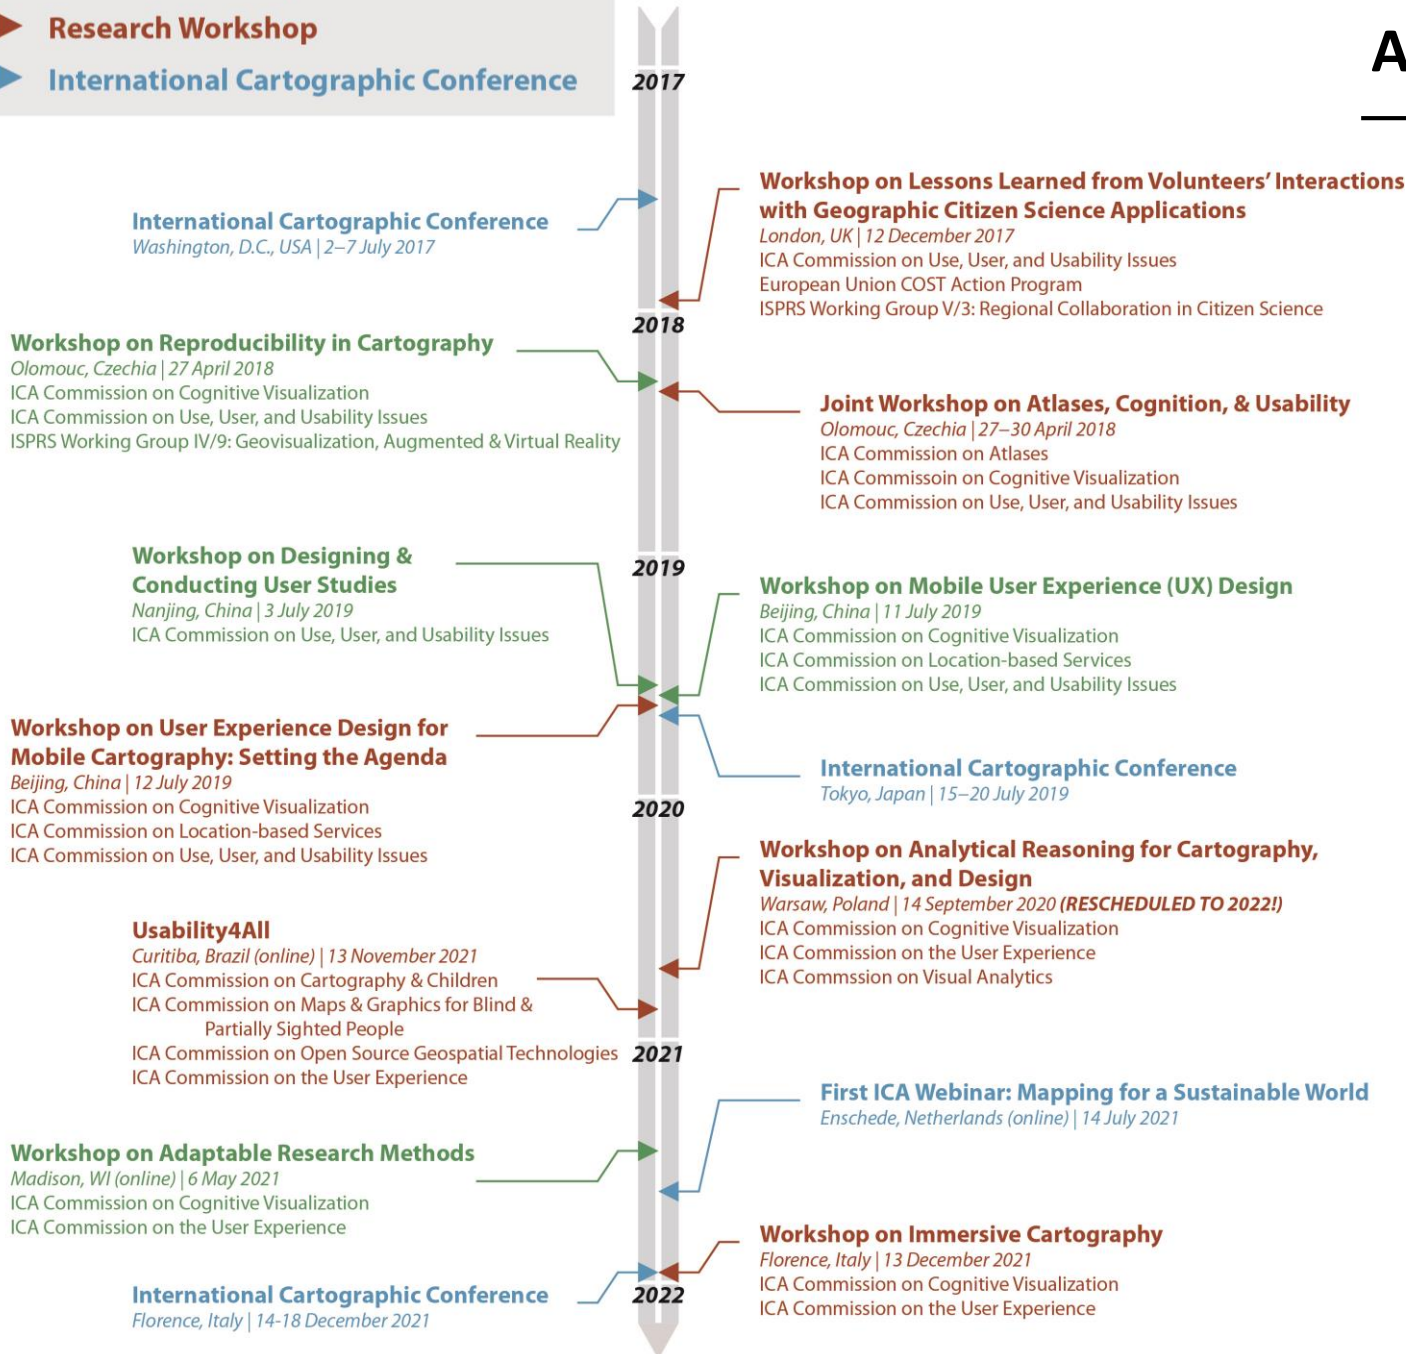 Research Workshop
International Cartographic Conference
A
2017
International Cartographic Conference
Washington, D.C., USA | 2–7 July 2017
Workshop on Lessons Learned from Volunteers' Interactions
with Geographic Citizen Science Applications
London, UK | 12 December 2017
ICA Commission on Use, User, and Usability Issues
European Union COST Action Program
ISPRS Working Group V/3: Regional Collaboration in Citizen Science
2018
Workshop on Reproducibility in Cartography
Olomouc, Czechia | 27 April 2018
ICA Commission on Cognitive Visualization
ICA Commission on Use, User, and Usability Issues
ISPRS Working Group IV/9: Geovisualization, Augmented & Virtual Reality
Joint Workshop on Atlases, Cognition, & Usability
Olomouc, Czechia | 27–30 April 2018
ICA Commission on Atlases
ICA Commissoin on Cognitive Visualization
ICA Commission on Use, User, and Usability Issues
Workshop on Designing &
Conducting User Studies
Nanjing, China | 3 July 2019
ICA Commission on Use, User, and Usability Issues
2019
Workshop on Mobile User Experience (UX) Design
Beijing, China | 11 July 2019
ICA Commission on Cognitive Visualization
ICA Commission on Location-based Services
ICA Commission on Use, User, and Usability Issues
Workshop on User Experience Design for
Mobile Cartography: Setting the Agenda
Beijing, China | 12 July 2019
ICA Commission on Cognitive Visualization
ICA Commission on Location-based Services
ICA Commission on Use, User, and Usability Issues
International Cartographic Conference
Tokyo, Japan | 15–20 July 2019
2020
Workshop on Analytical Reasoning for Cartography,
Visualization, and Design
Warsaw, Poland | 14 September 2020 (RESCHEDULED TO 2022!)
ICA Commission on Cognitive Visualization
ICA Commission on the User Experience
ICA Commssion on Visual Analytics
Usability4All
Curitiba, Brazil (online) | 13 November 2021
ICA Commission on Cartography & Children
ICA Commission on Maps & Graphics for Blind &
Partially Sighted People
ICA Commission on Open Source Geospatial Technologies
ICA Commission on the User Experience
2021
First ICA Webinar: Mapping for a Sustainable World
Enschede, Netherlands (online) | 14 July 2021
Workshop on Adaptable Research Methods
Madison, WI (online) | 6 May 2021
ICA Commission on Cognitive Visualization
ICA Commission on the User Experience
Workshop on Immersive Cartography
Florence, Italy | 13 December 2021
ICA Commission on Cognitive Visualization
ICA Commission on the User Experience
International Cartographic Conference
Florence, Italy | 14-18 December 2021
2022